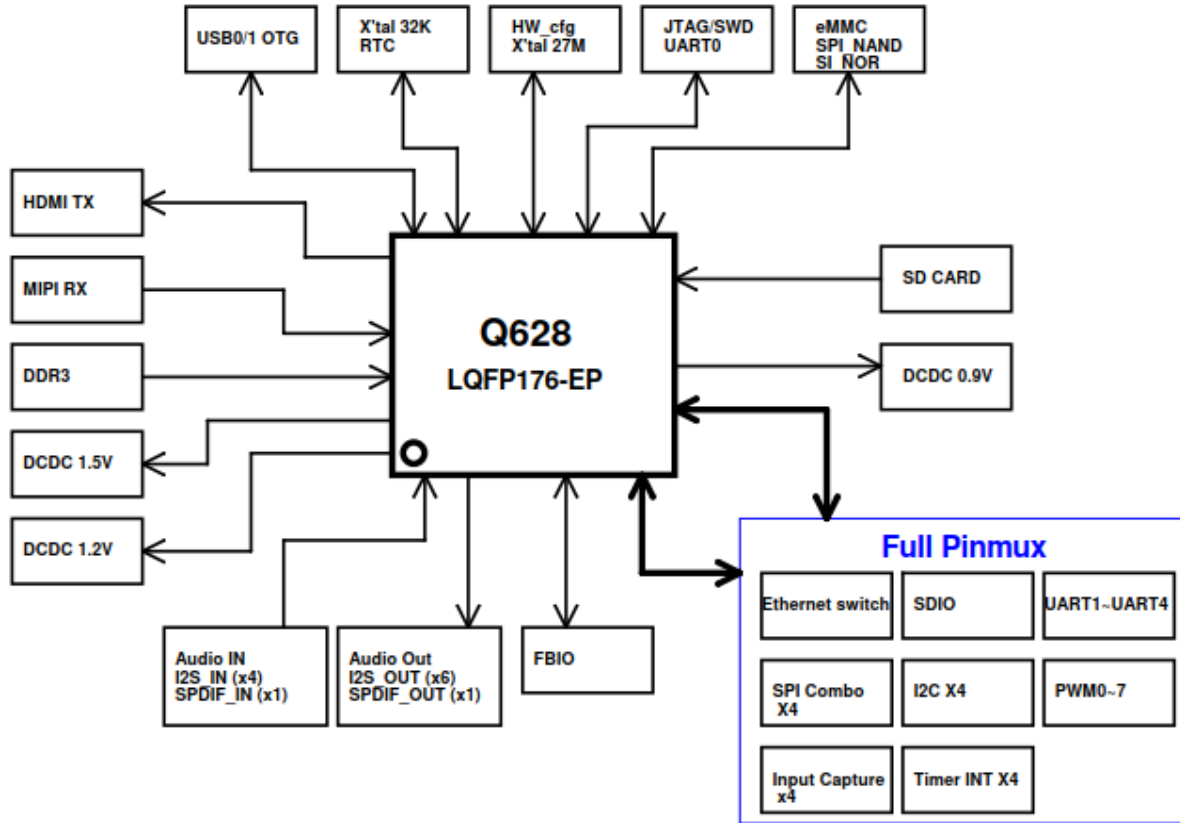 USB0/1 OTG
X'tal 32K
RTC
HW_cfg
X'tal 27M
JTAG/SWD
UART0
eMMC
SPI_NAND
SI_NOR
HDMI TX
MIPI RX
DDR3
DCDC 1.5V
DCDC 1.2V
Q628
LQFP176-EP
SD CARD
DCDC 0.9V
Audio IN
I2S_IN (x4)
SPDIF_IN (x1)
Audio Out
I2S_OUT (x6)
SPDIF_OUT (x1)
FBIO
Full Pinmux
Ethernet switch
SDIO
UART1~UART4
SPI Combo
X4
I2C X4
PWM0~7
Input Capture
x4
Timer INT X4